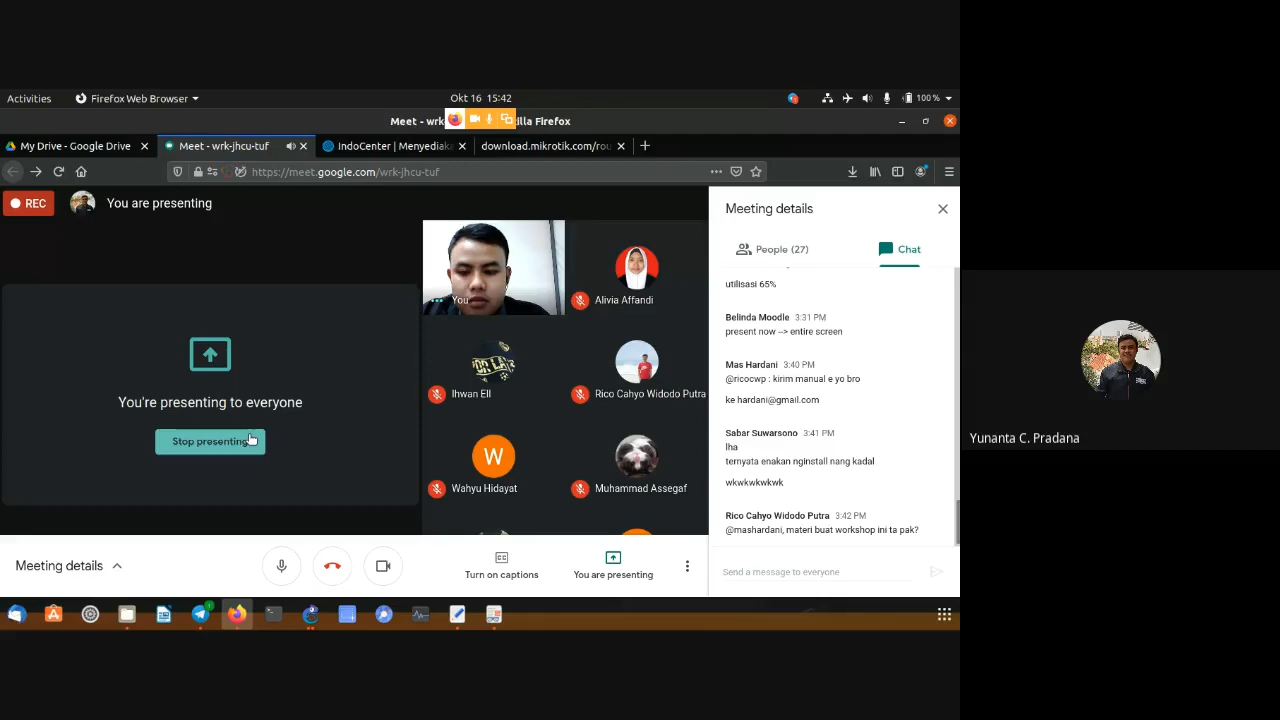 Activities
Firefox Web Browser
Okt 16 15:42
100 %
Meet - wrk
lla Firefox
My Drive - Google Drive
Meet - wrk-jhcu-tuf
IndoCenter | Menyediaka
download.mikrotik.com/rou
https://meet.google.com/wrk-jhcu-tuf
REC
You are presenting
You're presenting to everyone
Stop presenting
You
Alivia Affandi
Ihwan Ell
Rico Cahyo Widodo Putra
W
Wahyu Hidayat
Muhammad Assegaf
Meeting details
People (27)
Chat
utilisasi 65%
Belinda Moodle 3:31 PM
present now --> entire screen
Mas Hardani 3:40 PM
@ricocwp : kirim manual e yo bro
ke hardani@gmail.com
Sabar Suwarsono 3:41 PM
lha
ternyata enakan nginstall nang kadal
wkwkwkwkwk
Rico Cahyo Widodo Putra 3:42 PM
@mashardani, materi buat workshop ini ta pak?
Send a message to everyone
Meeting details
Turn on captions
You are presenting
Yunanta C. Pradana